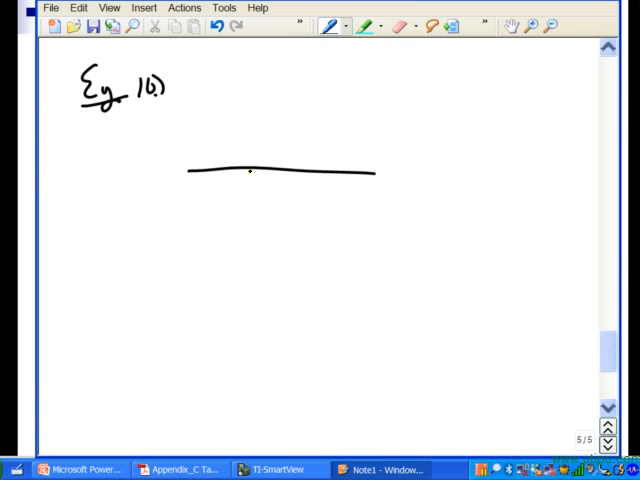 File Edit View Insert Actions Tools Help
Eg. 10)
5 / 5
Microsoft Power... Appendix_C Ta... TI-SmartView Note1 - Window...